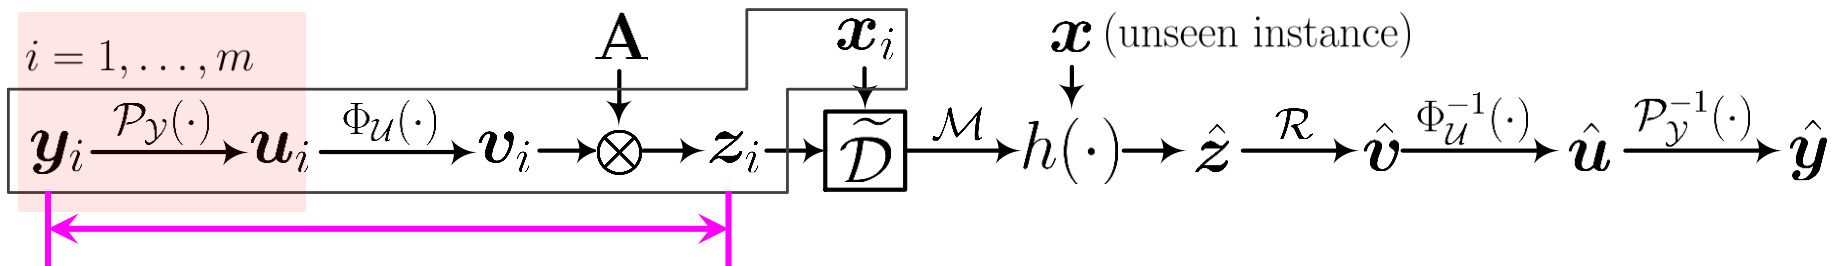 i = 1, . . . , m
A
x_i
x (unseen instance)
y_i P_Y(·) u_i Φ_U(·) v_i ⊗ z_i D̃ M h(·) ẑ R v̂ Φ_U^{-1}(·) û P_Y^{-1}(·) ŷ